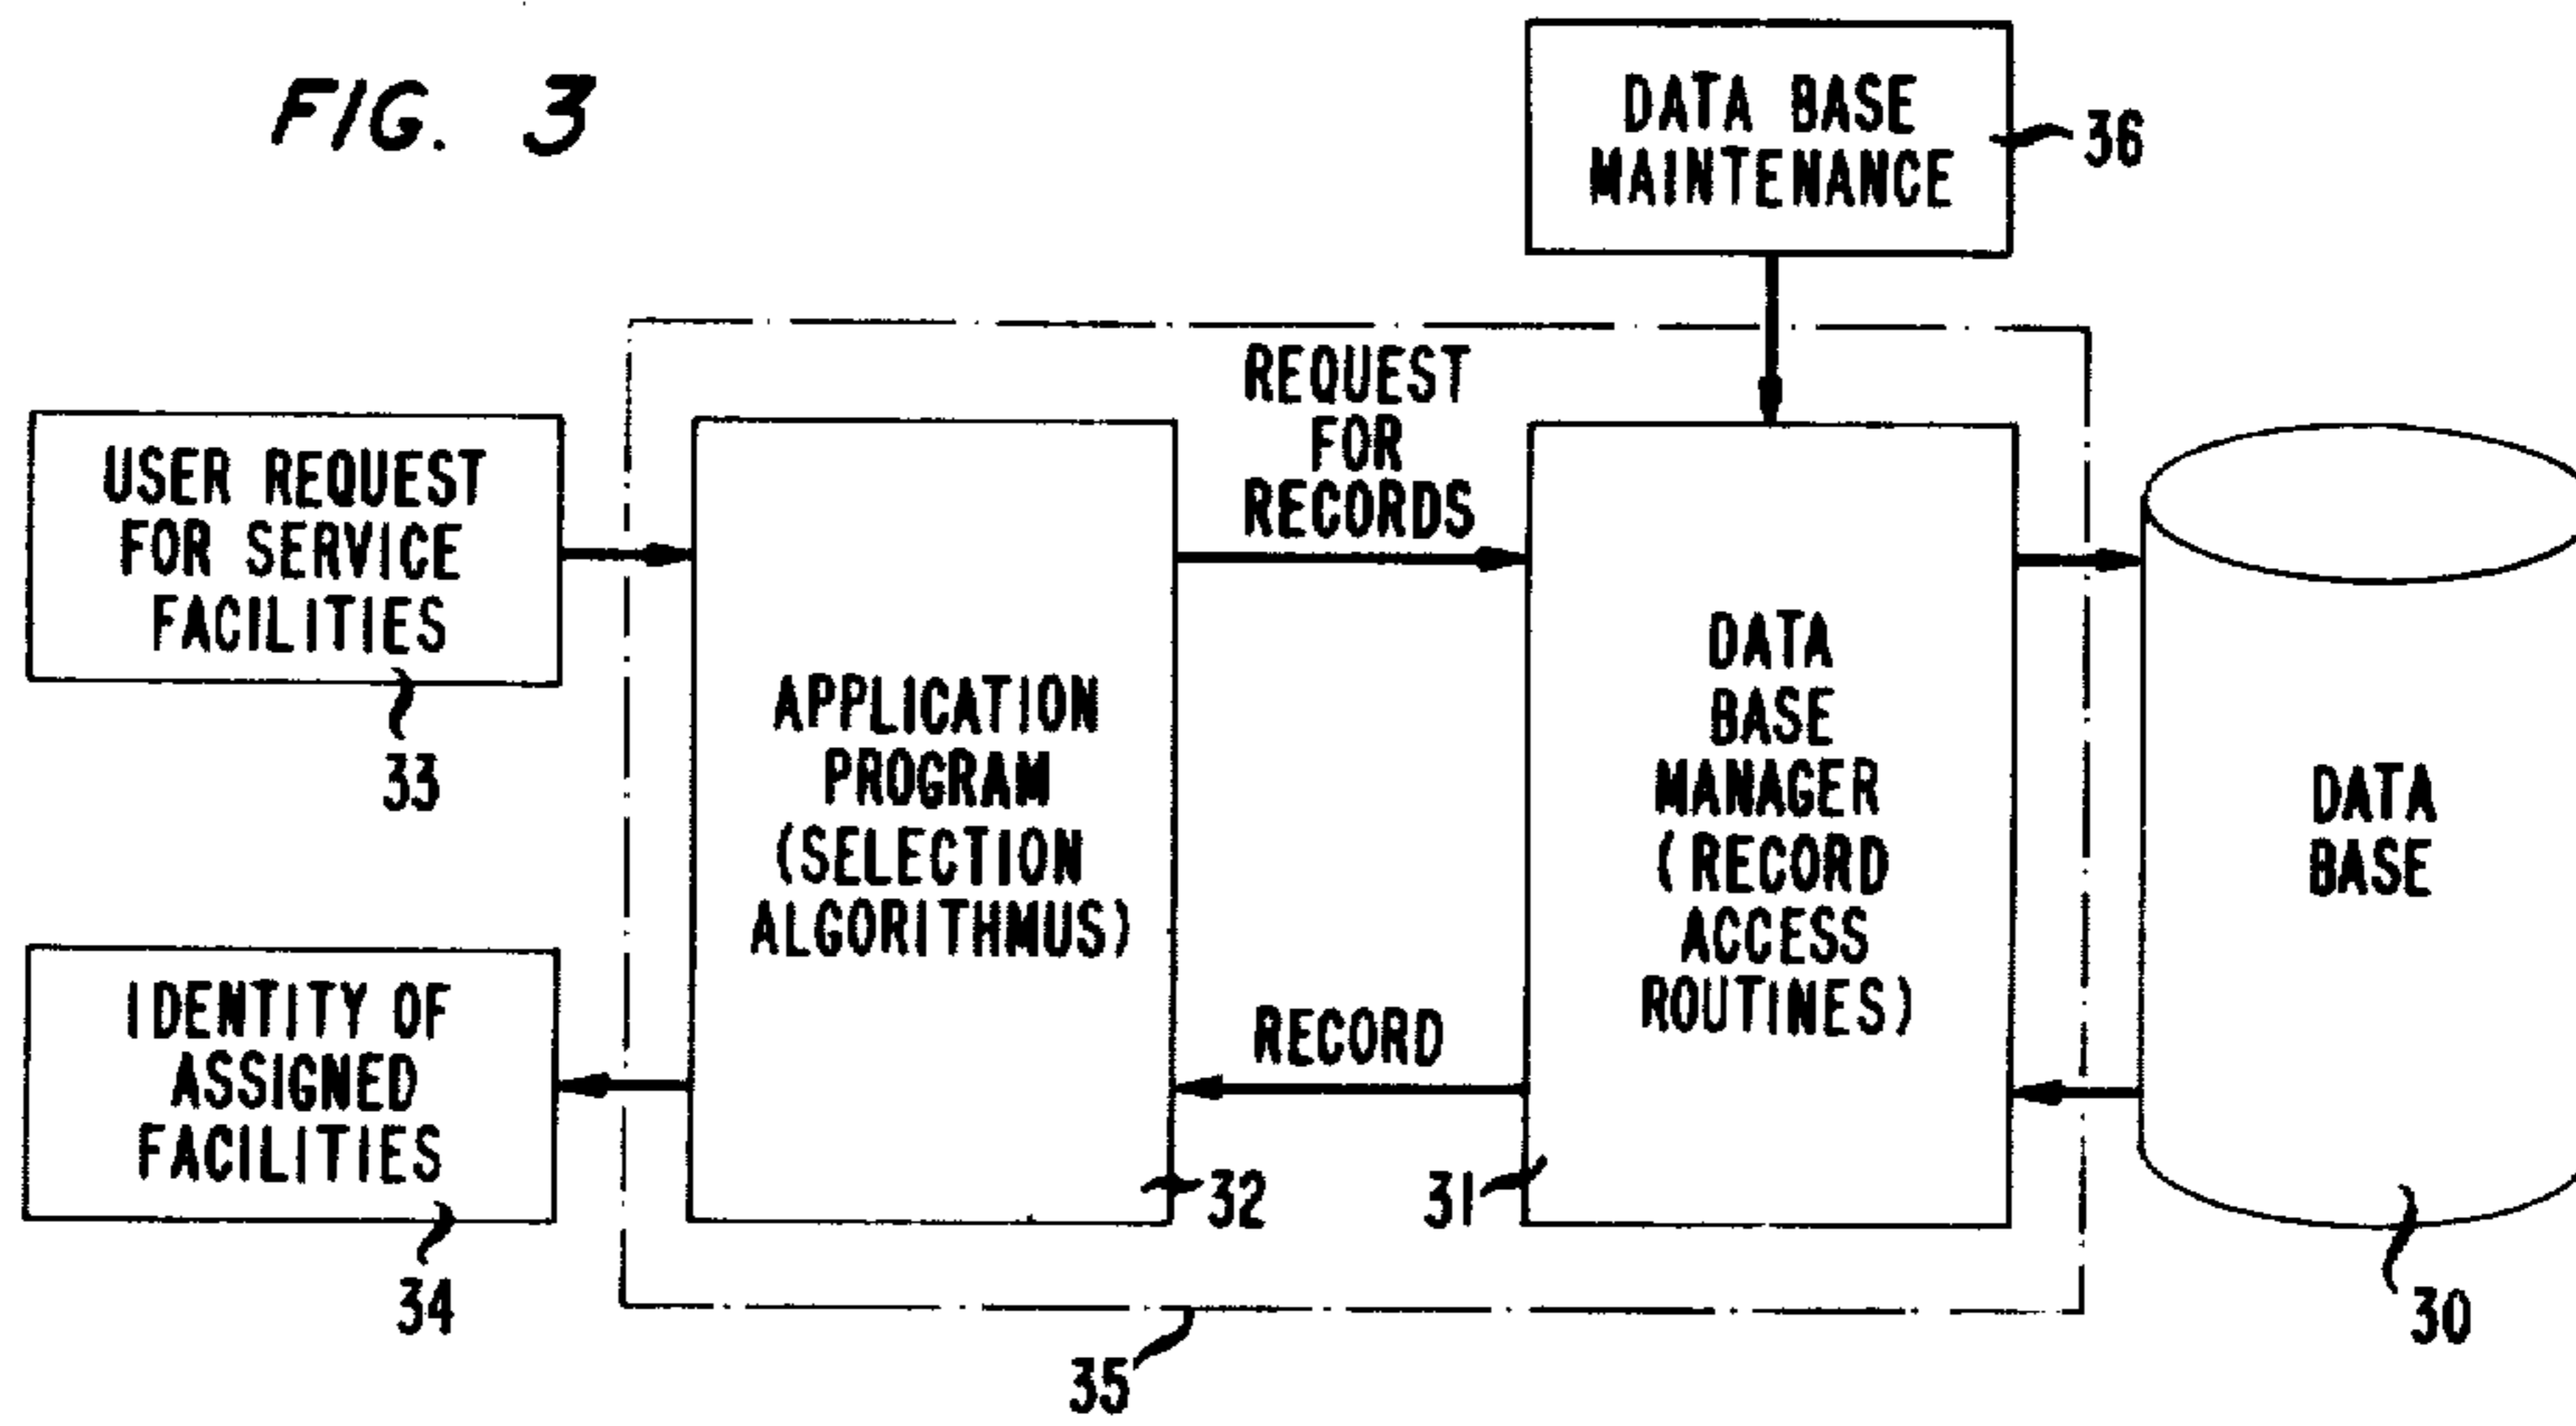 FIG. 3
DATA BASE
MAINTENANCE
36
USER REQUEST
FOR SERVICE
FACILITIES
33
REQUEST
FOR
RECORDS
APPLICATION
PROGRAM
(SELECTION
ALGORITHMUS)
32
DATA
BASE
MANAGER
(RECORD
ACCESS
ROUTINES)
31
DATA
BASE
30
IDENTITY OF
ASSIGNED
FACILITIES
34
RECORD
35